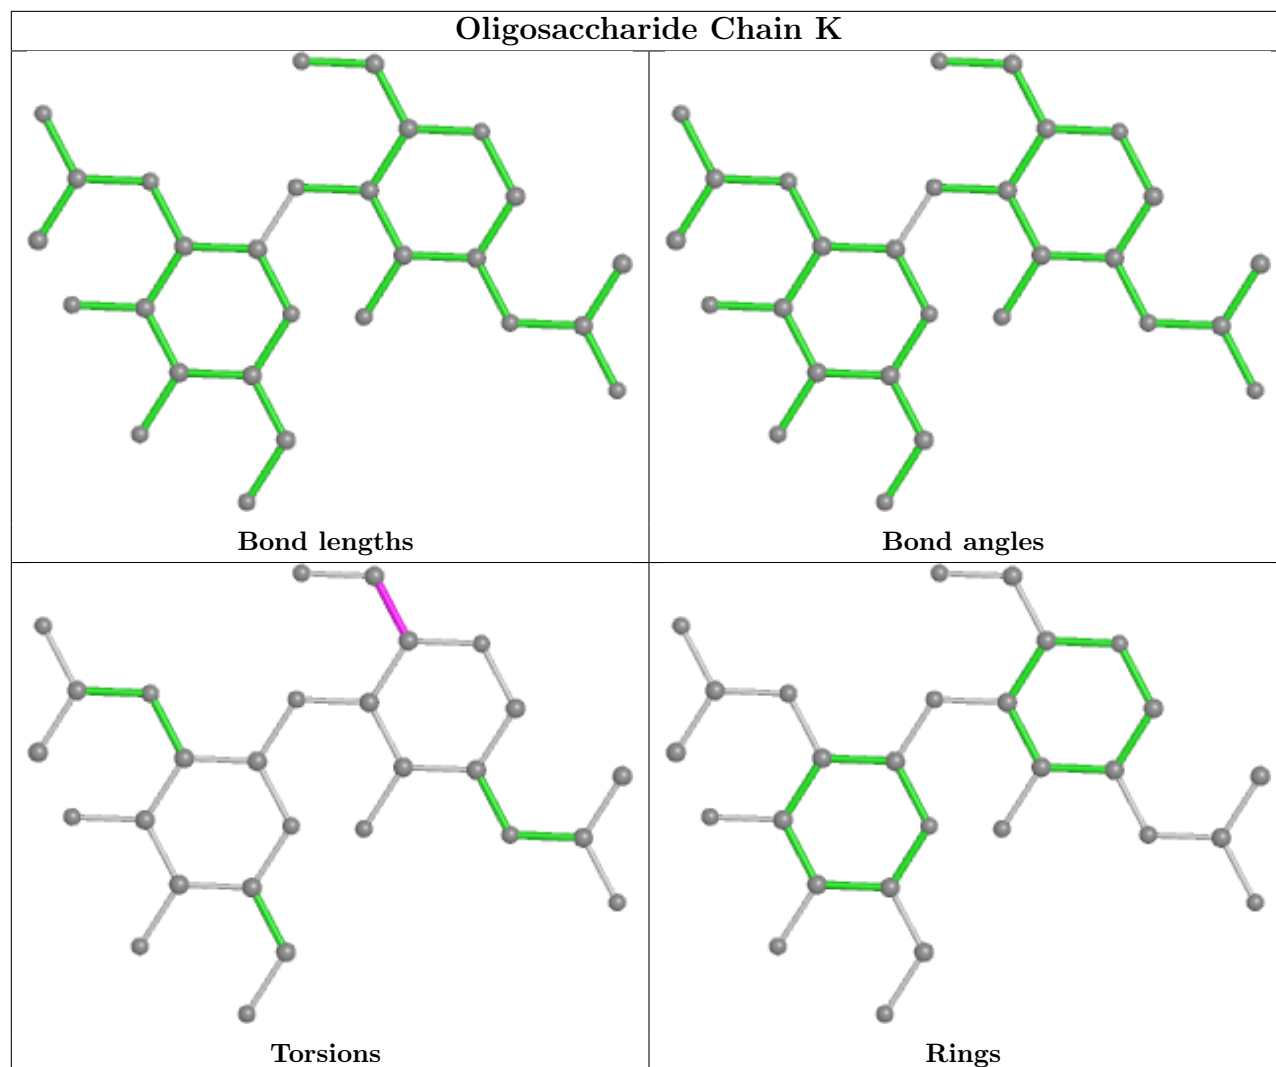 Oligosaccharide Chain K
Bond lengths
Bond angles
Torsions
Rings